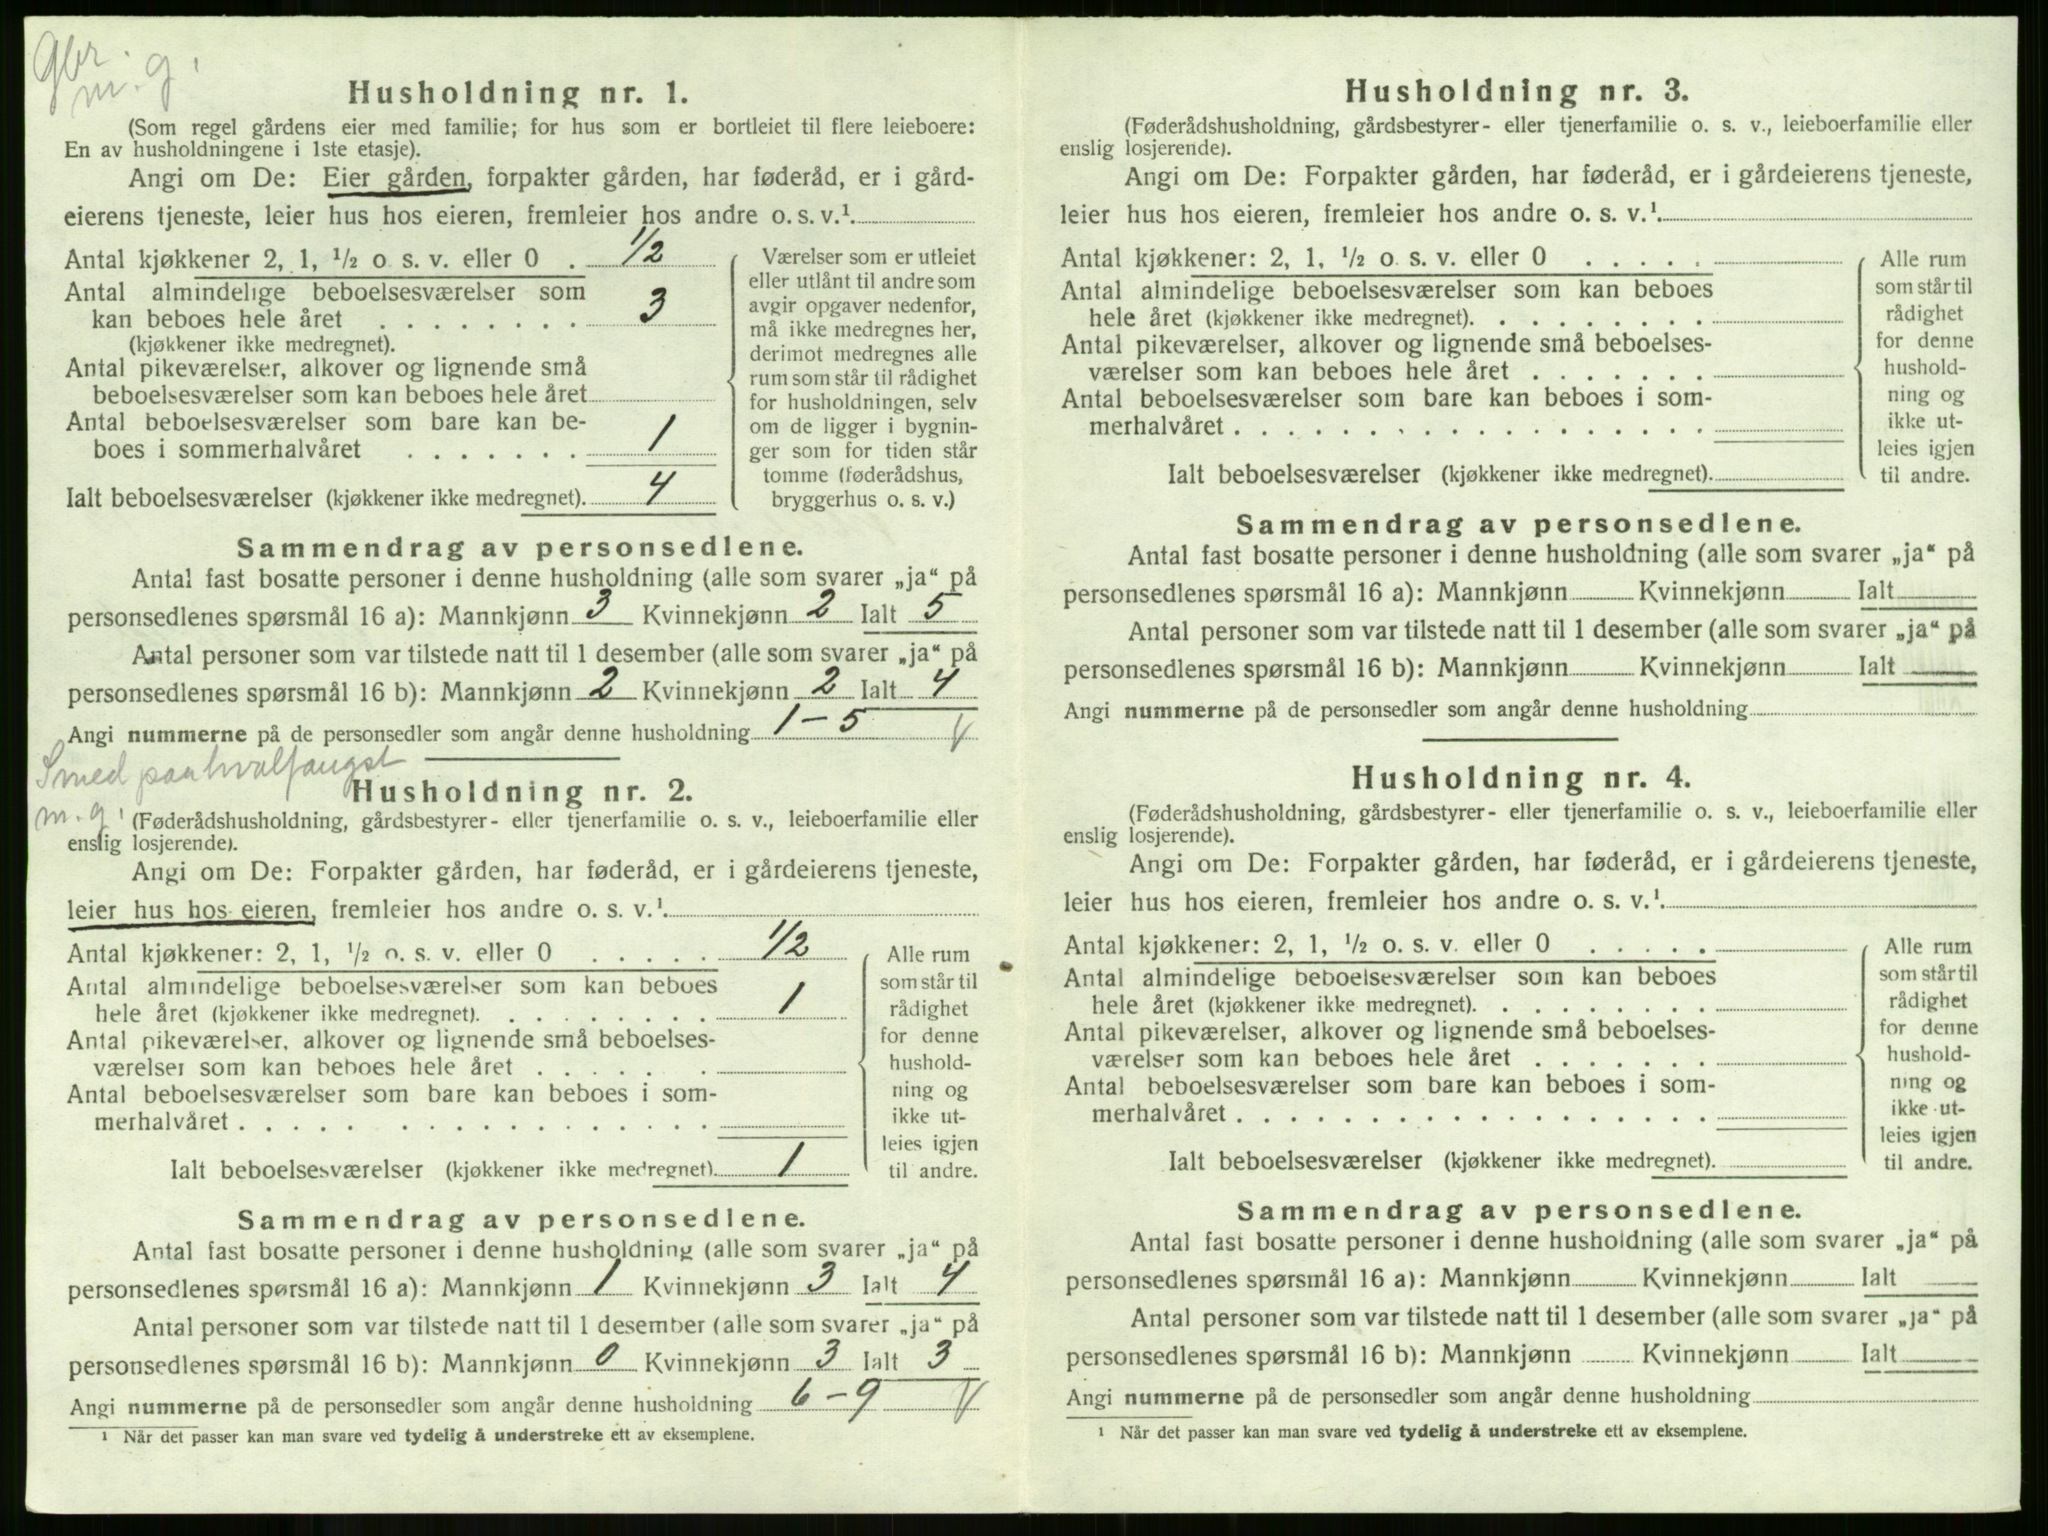 Gbr.
m. g.
Husholdning nr. 1.
(Som regel gårdens eier med familie; for hus som er bortleiet til flere leieboere:
En av husholdningene i 1ste etasje).
Angi om De: Eier gården, forpakter gården, har føderåd, er i gård-
eierens tjeneste, leier hus hos eieren, fremleier hos andre o. s. v.¹
Antal kjøkkener 2, 1, ½ o s. v. eller 0 . 1/2
Antal almindelige beboelsesværelser som
kan beboes hele året . . . . . . . . 3
(kjøkkener ikke medregnet).
Antal pikeværelser, alkover og lignende små
beboelsesværelser som kan beboes hele året
Antal beboelsesværelser som bare kan be-
boes i sommerhalvåret . . . . . . . 1
Ialt beboelsesværelser (kjøkkener ikke medregnet). 4
Værelser som er utleiet
eller utlånt til andre som
avgir opgaver nedenfor,
må ikke medregnes her,
derimot medregnes alle
rum som står til rådighet
for husholdningen, selv
om de ligger i bygnin-
ger som for tiden står
tomme (føderådshus,
bryggerhus o. s. v.)
Sammendrag av personsedlene.
Antal fast bosatte personer i denne husholdning (alle som svarer „ja“ på
personsedlenes spørsmål 16 a): Mannkjønn 3 Kvinnekjønn 2 Ialt 5
Antal personer som var tilstede natt til 1 desember (alle som svarer „ja“ på
personsedlenes spørsmål 16 b): Mannkjønn 2 Kvinnekjønn 2 Ialt 4
Angi nummerne på de personsedler som angår denne husholdning 1 – 5 V
Smed paa hvalfangst
m. g.
Husholdning nr. 2.
(Føderådshusholdning, gårdsbestyrer- eller tjenerfamilie o. s. v., leieboerfamilie eller
enslig losjerende).
Angi om De: Forpakter gården, har føderåd, er i gårdeierens tjeneste,
leier hus hos eieren, fremleier hos andre o. s. v.¹.
Antal kjøkkener: 2, 1, ½ o. s. v. eller 0 . . . . . 1/2
Antal almindelige beboelsesværelser som kan beboes
hele året (kjøkkener ikke medregnet). . . . . . . . . 1
Antal pikeværelser, alkover og lignende små beboelses-
værelser som kan beboes hele året . . . . . . .
Antal beboelsesværelser som bare kan beboes i som-
merhalvåret . . . . . . . . . . . . . . . . . .
Ialt beboelsesværelser (kjøkkener ikke medregnet). 1
Alle rum
som står til
rådighet
for denne
hushold-
ning og
ikke ut-
leies igjen
til andre.
Sammendrag av personsedlene.
Antal fast bosatte personer i denne husholdning (alle som svarer „ja“ på
personsedlenes spørsmål 16 a): Mannkjønn 1 Kvinnekjønn 3 Ialt 4
Antal personer som var tilstede natt til 1 desember (alle som svarer „ja“ på
personsedlenes spørsmål 16 b): Mannkjønn 0 Kvinnekjønn 3 Ialt 3
Angi nummerne på de personsedler som angår denne husholdning 6 – 9 V
¹ Når det passer kan man svare ved tydelig å understreke ett av eksemplene.
Husholdning nr. 3.
(Føderådshusholdning, gårdsbestyrer- eller tjenerfamilie o. s. v., leieboerfamilie eller
enslig losjerende).
Angi om De: Forpakter gården, har føderåd, er i gårdeierens tjeneste,
leier hus hos eieren, fremleier hos andre o. s. v.¹.
Antal kjøkkener: 2, 1, ½ o. s. v. eller 0 . . . . .
Antal almindelige beboelsesværelser som kan beboes
hele året (kjøkkener ikke medregnet). . . . . . . . .
Antal pikeværelser, alkover og lignende små beboelses-
værelser som kan beboes hele året . . . . . . .
Antal beboelsesværelser som bare kan beboes i som-
merhalvåret . . . . . . . . . . . . . . . . . .
Ialt beboelsesværelser (kjøkkener ikke medregnet).
Alle rum
som står til
rådighet
for denne
hushold-
ning og
ikke ut-
leies igjen
til andre.
Sammendrag av personsedlene.
Antal fast bosatte personer i denne husholdning (alle som svarer „ja“ på
personsedlenes spørsmål 16 a): Mannkjønn Kvinnekjønn Ialt
Antal personer som var tilstede natt til 1 desember (alle som svarer „ja“ på
personsedlenes spørsmål 16 b): Mannkjønn Kvinnekjønn Ialt
Angi nummerne på de personsedler som angår denne husholdning
Husholdning nr. 4.
(Føderådshusholdning, gårdsbestyrer- eller tjenerfamilie o. s. v., leieboerfamilie eller
enslig losjerende).
Angi om De: Forpakter gården, har føderåd, er i gårdeierens tjeneste,
leier hus hos eieren, fremleier hos andre o. s. v.¹.
Antal kjøkkener: 2, 1, ½ o. s. v. eller 0 . . . . .
Antal almindelige beboelsesværelser som kan beboes
hele året (kjøkkener ikke medregnet). . . . . . . . .
Antal pikeværelser, alkover og lignende små beboelses-
værelser som kan beboes hele året . . . . . . .
Antal beboelsesværelser som bare kan beboes i som-
merhalvåret . . . . . . . . . . . . . . . . . .
Ialt beboelsesværelser (kjøkkener ikke medregnet).
Alle rum
som står til
rådighet
for denne
hushold-
ning og
ikke ut-
leies igjen
til andre.
Sammendrag av personsedlene.
Antal fast bosatte personer i denne husholdning (alle som svarer „ja“ på
personsedlenes spørsmål 16 a): Mannkjønn Kvinnekjønn Ialt
Antal personer som var tilstede natt til 1 desember (alle som svarer „ja“ på
personsedlenes spørsmål 16 b): Mannkjønn Kvinnekjønn Ialt
Angi nummerne på de personsedler som angår denne husholdning
¹ Når det passer kan man svare ved tydelig å understreke ett av eksemplene.